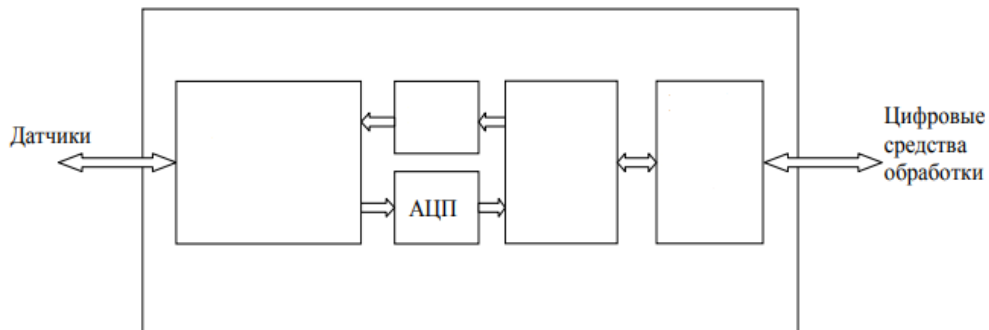 Датчики
АЦП
Цифровые
средства
обработки